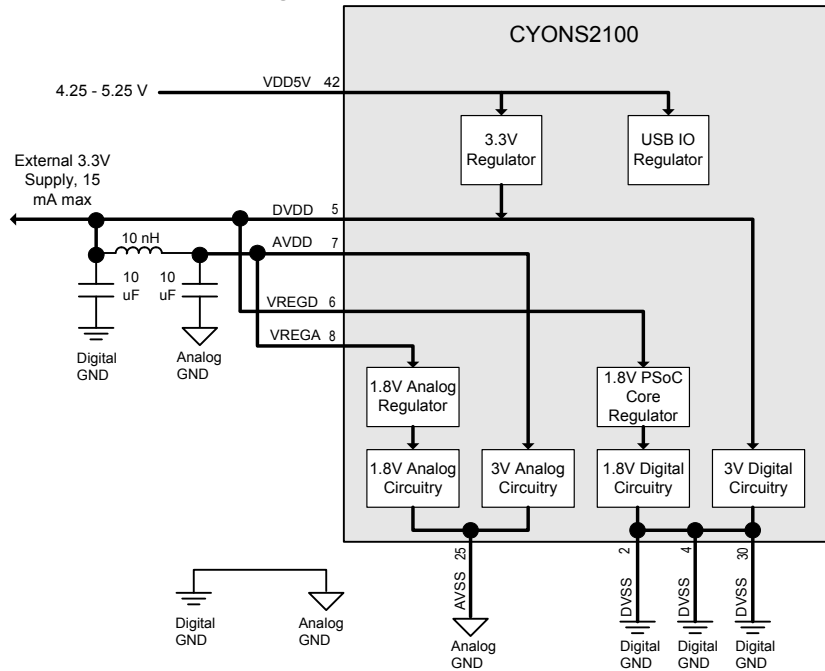 CYONS2100
VDD5V 42
4.25 - 5.25 V
3.3V
Regulator
USB IO
Regulator
External 3.3V
Supply, 15
mA max
DVDD 5
10 nH
AVDD 7
10
uF
10
uF
VREGD 6
VREGA 8
Digital
GND
Analog
GND
1.8V Analog
Regulator
1.8V PSoC
Core
Regulator
1.8V Analog
Circuitry
3V Analog
Circuitry
1.8V Digital
Circuitry
3V Digital
Circuitry
25
2
4
30
AVSS
DVSS
DVSS
DVSS
Digital
GND
Analog
GND
Analog
GND
Digital
GND
Digital
GND
Digital
GND